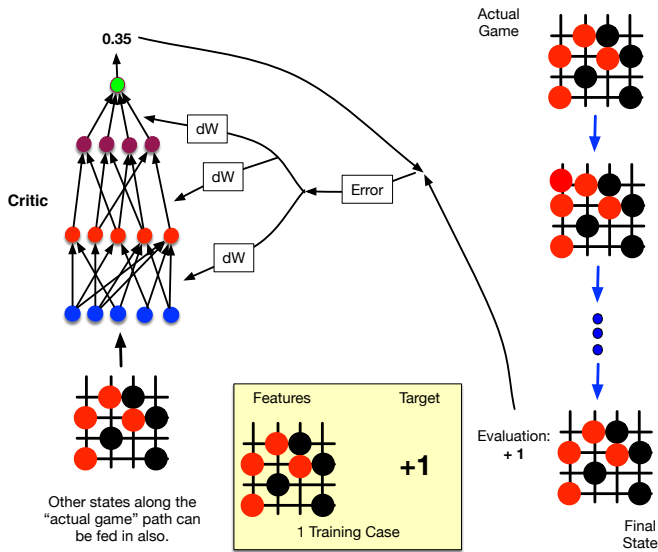 Actual
Game
0.35
dW
dW
Critic
Error
dW
Features
Target
+1
1 Training Case
Evaluation:
+ 1
Other states along the
“actual game” path can
be fed in also.
Final
State